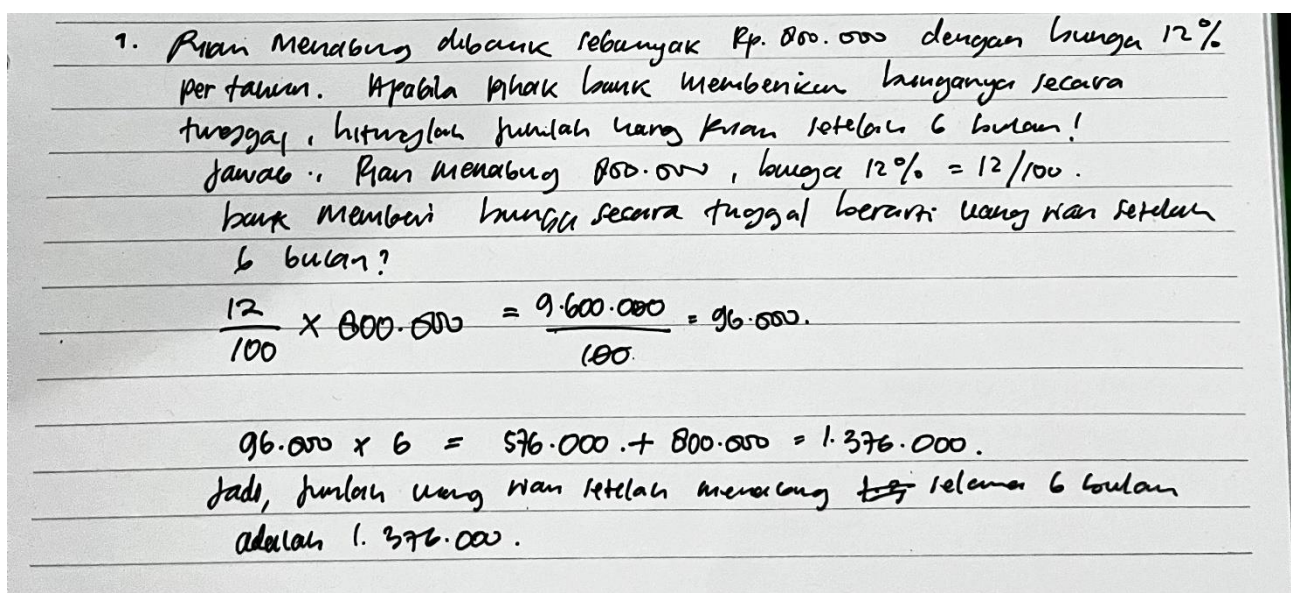 1. Rian Menabung dibank sebanyak Rp. 800.000 dengan bunga 12%
per tahun. Apabila pihak bank memberikan bunganya secara
tunggal, hitunglah Jumlah uang Rian setelah 6 bulan!
Jawab : Rian menabung 800.000, bunga 12% = 12/100.
bank memberi bunga secara tunggal berarti uang rian setelah
6 bulan?
12/100 × 800.000 = 9.600.000/100. = 96.000.
96.000 x 6 = 576.000 . + 800.000 = 1.376.000.
Jadi, Jumlah uang rian setelah menabung selama 6 bulan
adalah 1.376.000.